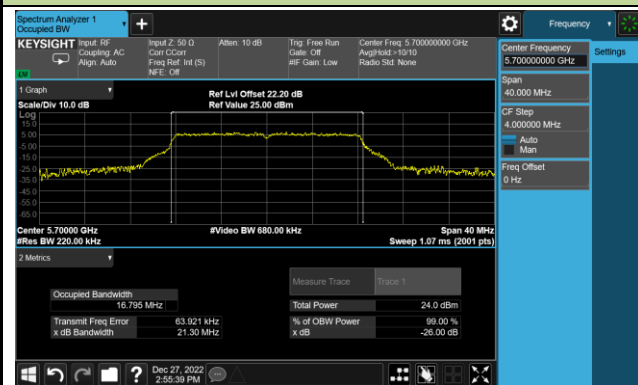 Spectrum Analyzer 1
Occupied BW
+
Frequency
KEYSIGHT Input: RF Input Z: 50 Ω Atten: 10 dB Trig: Free Run Center Freq: 5.700000000 GHz
Coupling: AC Corr CCorr Gate: Off Avg|Hold:>10/10
Align: Auto Freq Ref: Int (S) #IF Gain: Low Radio Std: None
NFE: Off
Center Frequency
5.700000000 GHz
Settings
Span
40.000 MHz
CF Step
4.000000 MHz
Auto
Man
Freq Offset
0 Hz
1 Graph
Ref Lvl Offset 22.20 dB
Scale/Div 10.0 dB Ref Value 25.00 dBm
Log
15.0
5.00
-5.00
-15.0
-25.0
-35.0
-45.0
-55.0
-65.0
Center 5.70000 GHz #Video BW 680.00 kHz Span 40 MHz
#Res BW 220.00 kHz Sweep 1.07 ms (2001 pts)
2 Metrics
Measure Trace Trace 1
Occupied Bandwidth
16.795 MHz Total Power 24.0 dBm
Transmit Freq Error 63.921 kHz % of OBW Power 99.00 %
x dB Bandwidth 21.30 MHz x dB -26.00 dB
? Dec 27, 2022
2:55:39 PM